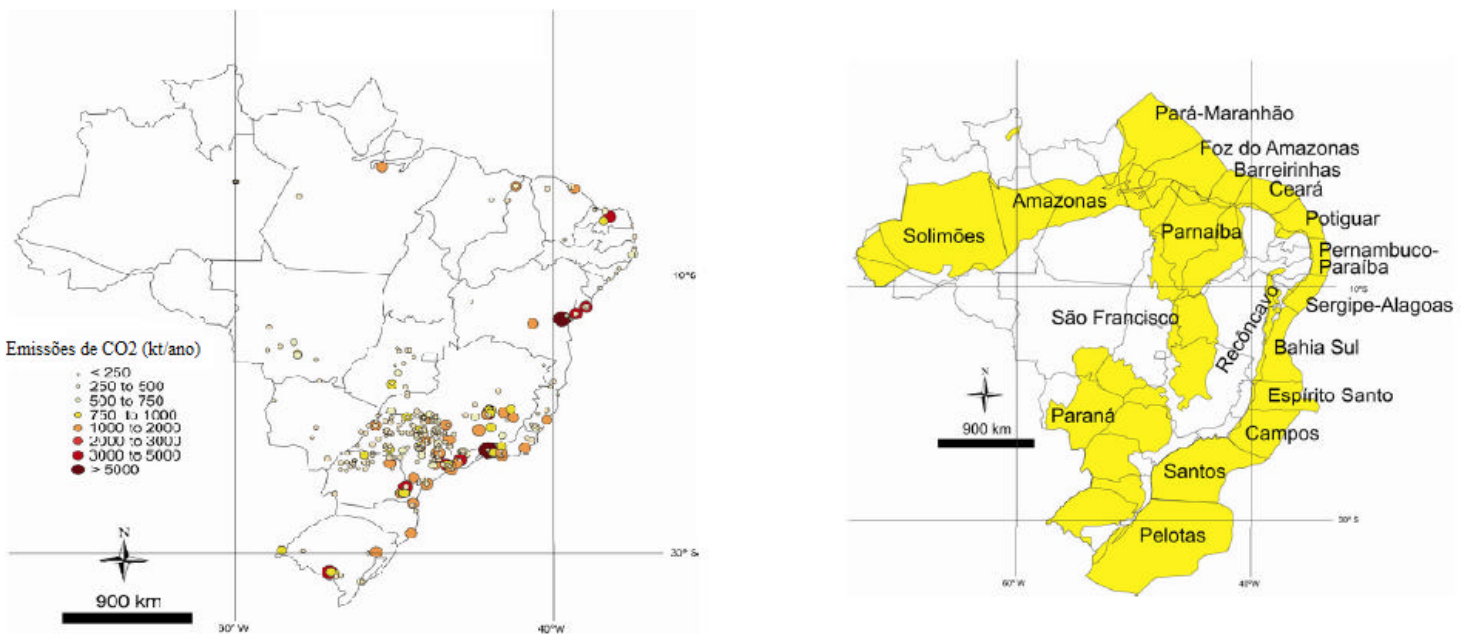 10°S
Emissões de CO2 (kt/ano)
< 250
250 to 500
500 to 750
750 to 1000
1000 to 2000
2000 to 3000
3000 to 5000
> 5000
N
30° S
900 km
40°W
Pará-Maranhão
Foz do Amazonas
Barreirinhas
Ceará
Amazonas
Potiguar
Solimões
Parnaíba
Pernambuco-
Paraíba
10° S
Recôncavo
Sergipe-Alagoas
São Francisco
Bahia Sul
N
Espírito Santo
Paraná
900 km
Campos
Santos
30° S
Pelotas
60° W
40° W